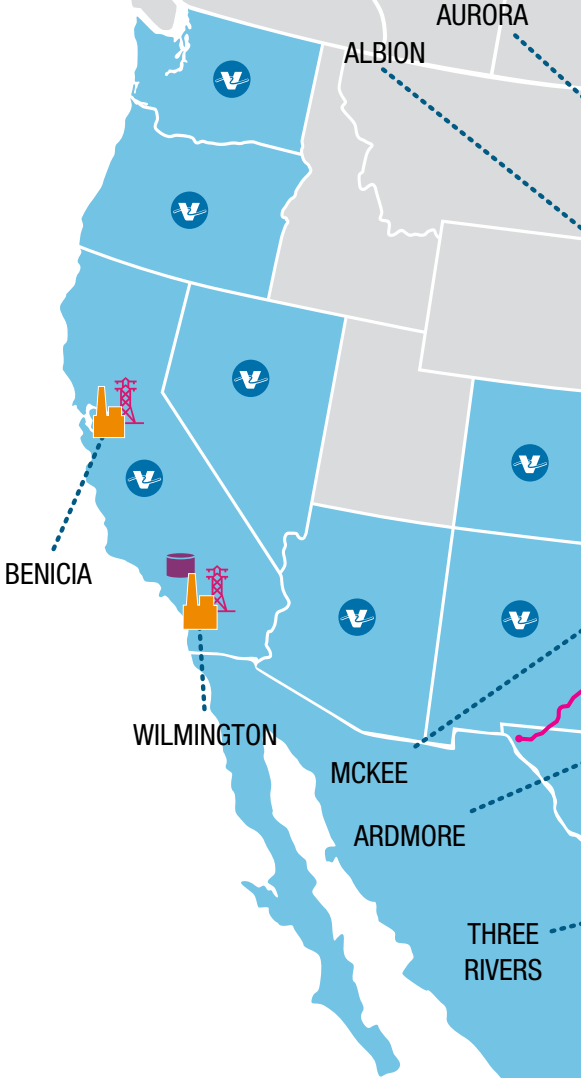 AURORA
ALBION
BENICIA
WILMINGTON
MCKEE
ARDMORE
THREE
RIVERS